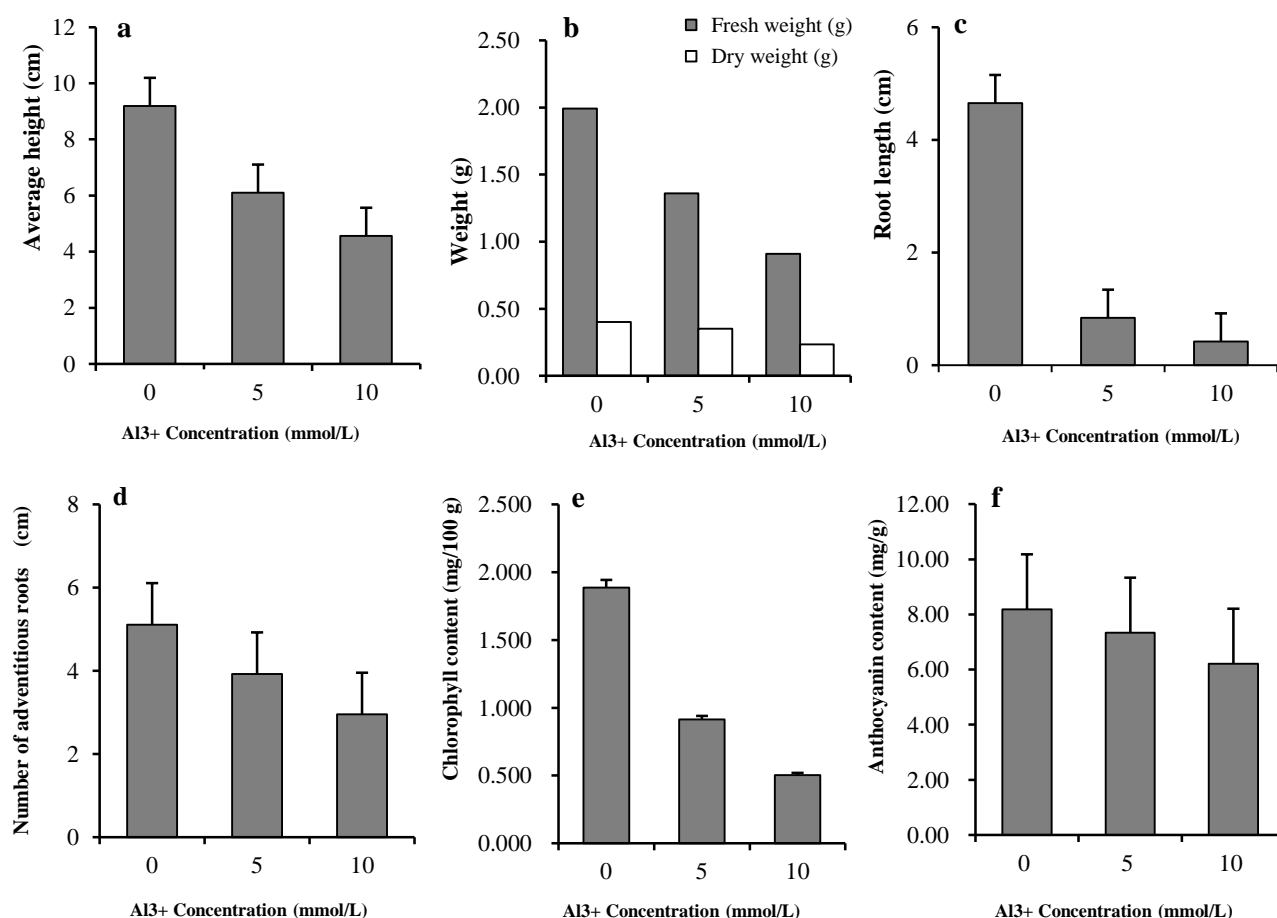 a
Average height (cm)
12
10
8
6
4
2
0
0 5 10
Al3+ Concentration (mmol/L)
b
Fresh weight (g)
Dry weight (g)
Weight (g)
2.50
2.00
1.50
1.00
0.50
0.00
0 5 10
Al3+ Concentration (mmol/L)
c
Root length (cm)
6
4
2
0
0 5 10
Al3+ Concentration (mmol/L)
d
Number of adventitious roots (cm)
8
6
4
2
0
0 5 10
Al3+ Concentration (mmol/L)
e
Chlorophyll content (mg/100 g)
2.500
2.000
1.500
1.000
0.500
0.000
0 5 10
Al3+ Concentration (mmol/L)
f
Anthocyanin content (mg/g)
12.00
10.00
8.00
6.00
4.00
2.00
0.00
0 5 10
Al3+ Concentration (mmol/L)